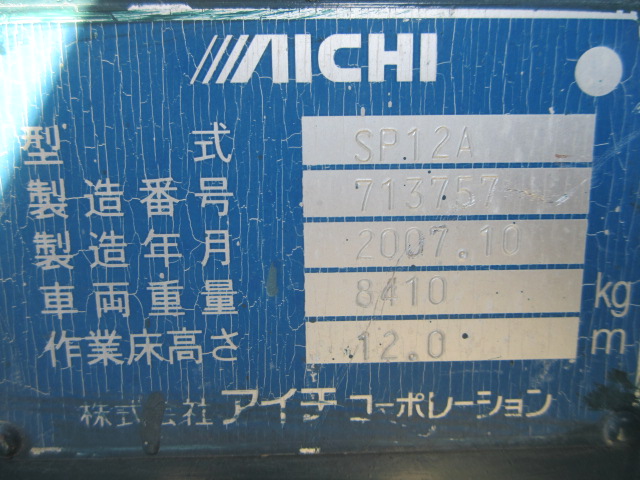 AICHI
型式 SP12A
製造番号 713757
製造年月 2007.10
車両重量 8410 kg
作業床高さ 12.0 m
株式会社 アイチ コーポレーション